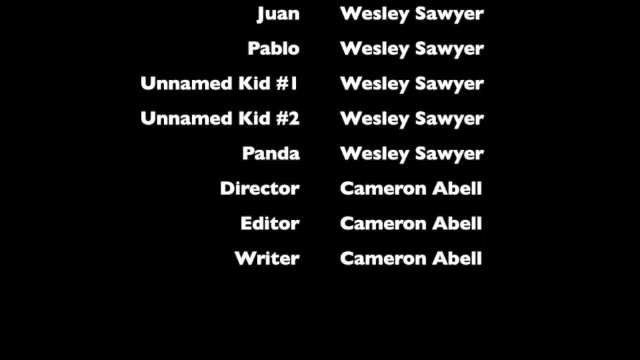 Juan Wesley Sawyer
Pablo Wesley Sawyer
Unnamed Kid #1 Wesley Sawyer
Unnamed Kid #2 Wesley Sawyer
Panda Wesley Sawyer
Director Cameron Abell
Editor Cameron Abell
Writer Cameron Abell